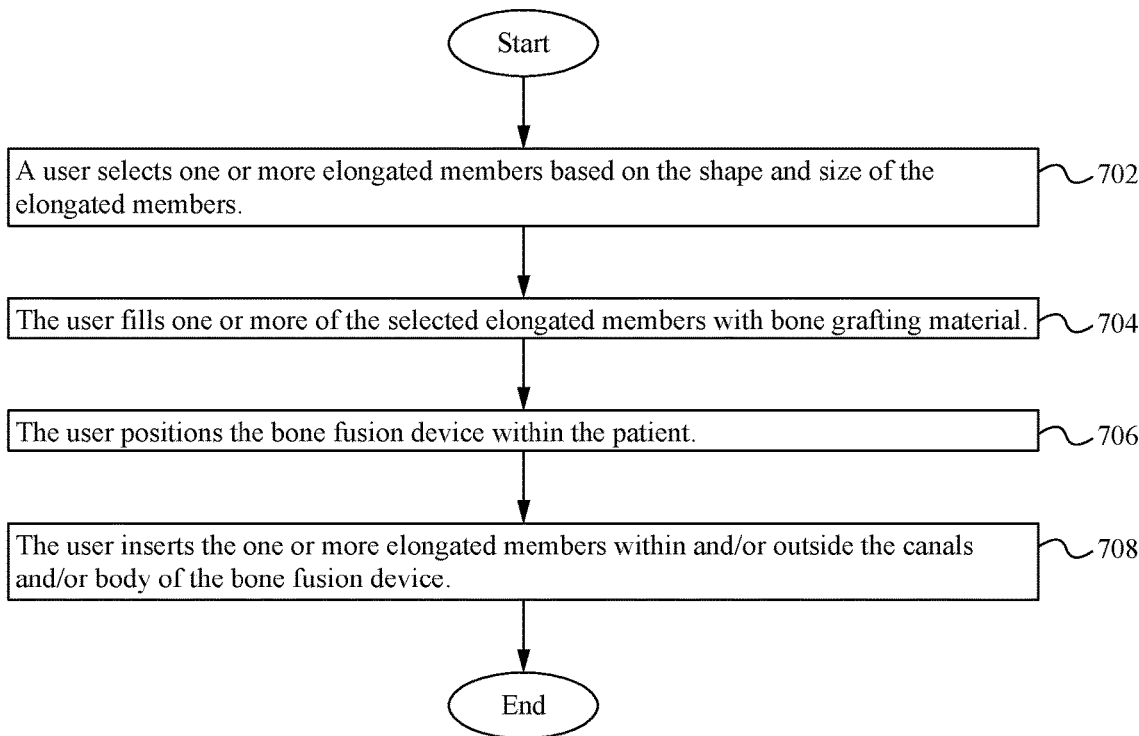 Start
A user selects one or more elongated members based on the shape and size of the
elongated members.
702
The user fills one or more of the selected elongated members with bone grafting material.
704
The user positions the bone fusion device within the patient.
706
The user inserts the one or more elongated members within and/or outside the canals
and/or body of the bone fusion device.
708
End